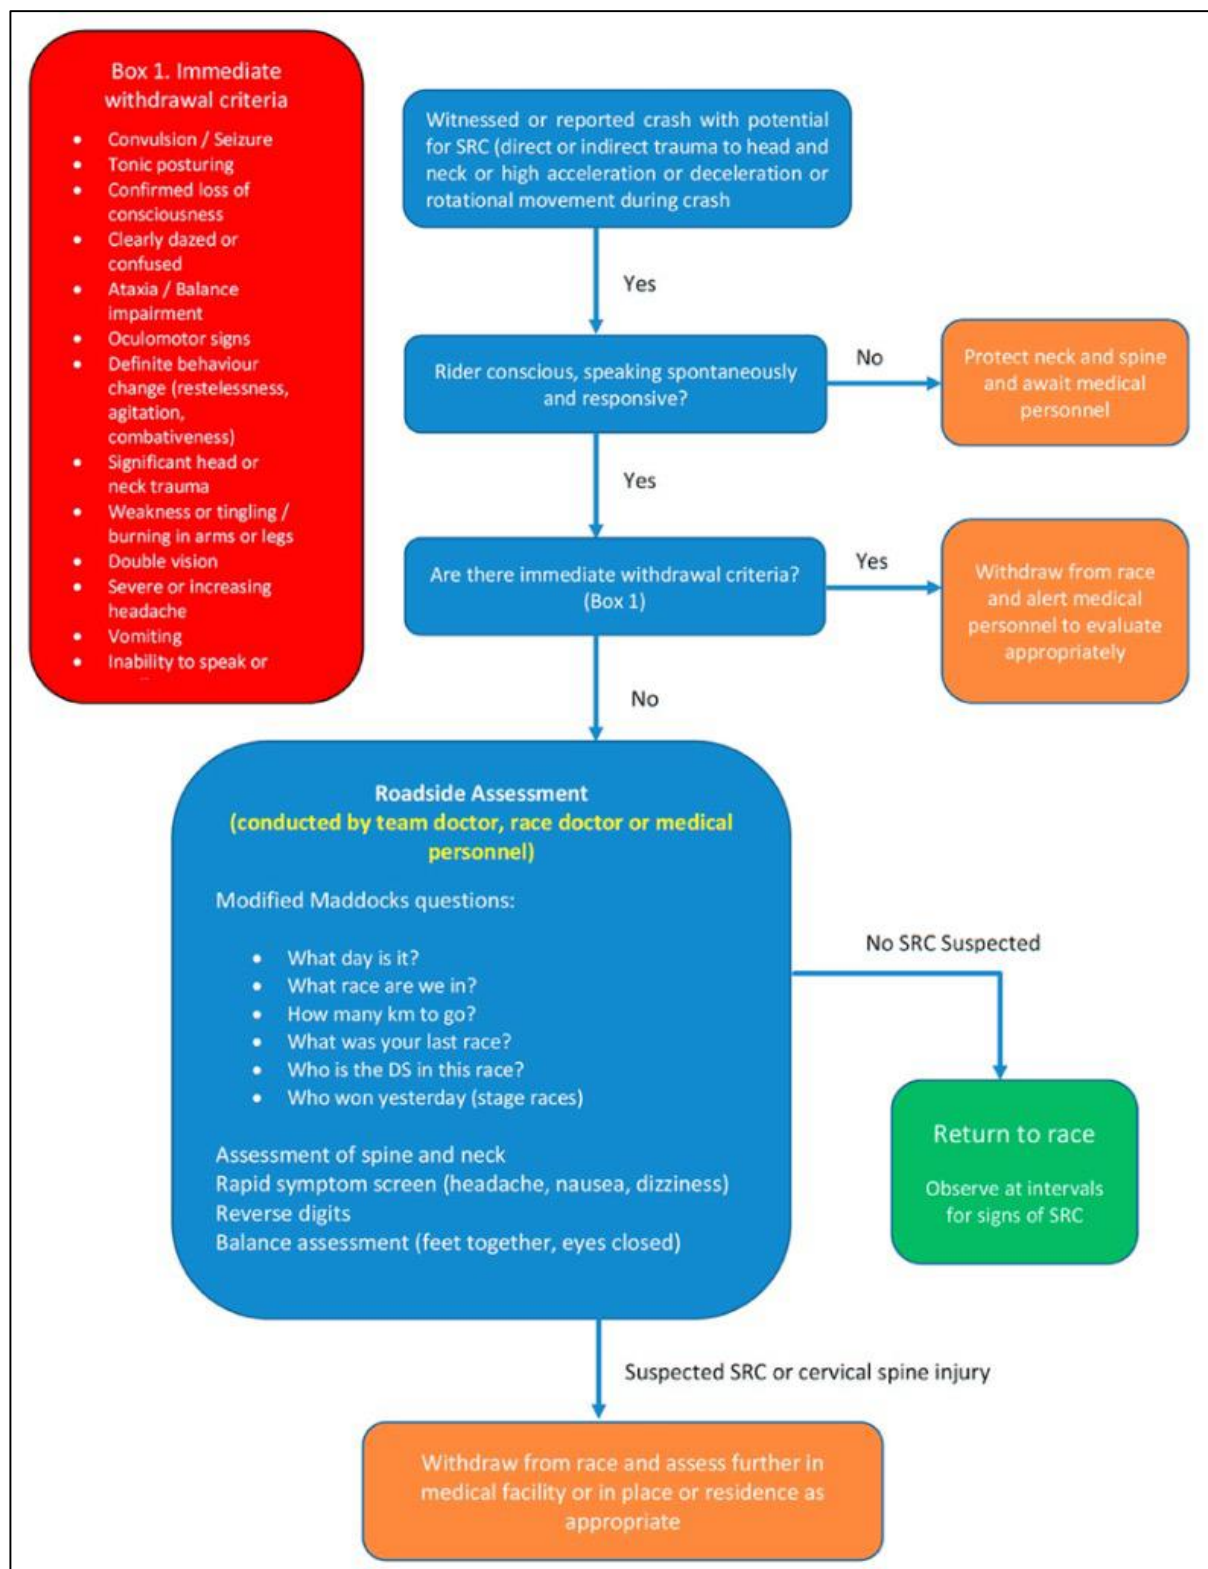 Box 1. Immediate
withdrawal criteria
• Convulsion / Seizure
• Tonic posturing
• Confirmed loss of
consciousness
• Clearly dazed or
confused
• Ataxia / Balance
impairment
• Oculomotor signs
• Definite behaviour
change (restelessness,
agitation,
combativeness)
• Significant head or
neck trauma
• Weakness or tingling /
burning in arms or legs
• Double vision
• Severe or increasing
headache
• Vomiting
• Inability to speak or
Witnessed or reported crash with potential
for SRC (direct or indirect trauma to head and
neck or high acceleration or deceleration or
rotational movement during crash
Yes
Rider conscious, speaking spontaneously
and responsive?
No
Protect neck and spine
and await medical
personnel
Yes
Are there immediate withdrawal criteria?
(Box 1)
Yes
Withdraw from race
and alert medical
personnel to evaluate
appropriately
No
Roadside Assessment
(conducted by team doctor, race doctor or medical
personnel)
Modified Maddocks questions:
• What day is it?
• What race are we in?
• How many km to go?
• What was your last race?
• Who is the DS in this race?
• Who won yesterday (stage races)
Assessment of spine and neck
Rapid symptom screen (headache, nausea, dizziness)
Reverse digits
Balance assessment (feet together, eyes closed)
No SRC Suspected
Return to race
Observe at intervals
for signs of SRC
Suspected SRC or cervical spine injury
Withdraw from race and assess further in
medical facility or in place or residence as
appropriate